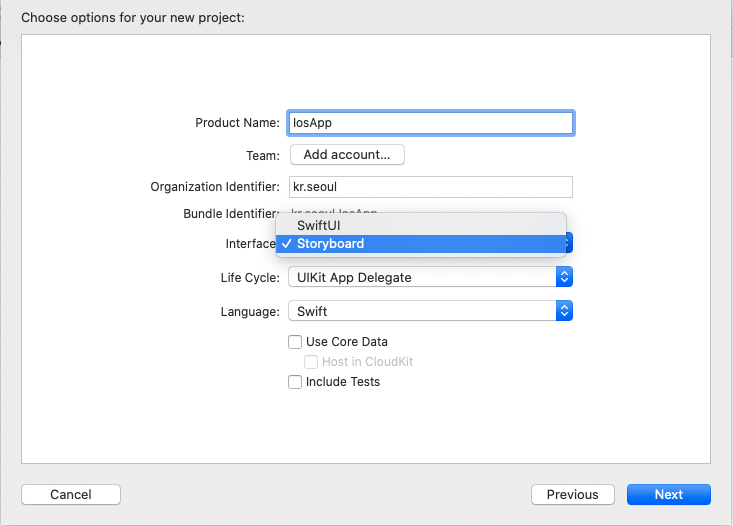 Choose options for your new project:
Product Name: IosApp
Team: Add account...
Organization Identifier: kr.seoul
Bundle Identifier: kr.seoul.IosApp
SwiftUI
Interface ✓ Storyboard
Life Cycle: UIKit App Delegate
Language: Swift
Use Core Data
Host in CloudKit
Include Tests
Cancel Previous Next